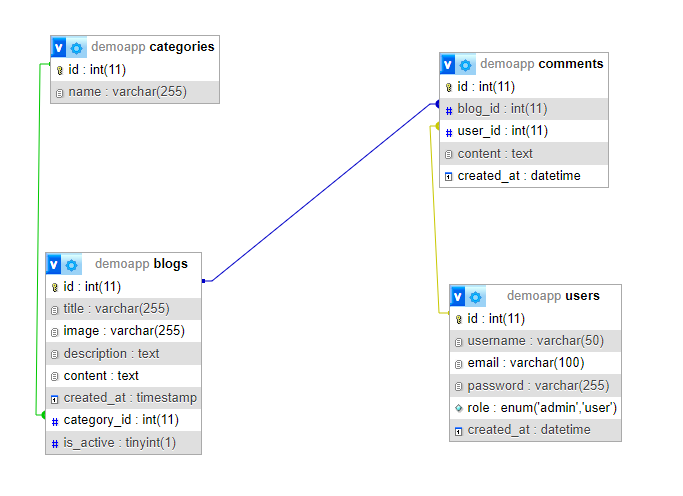 demoapp categories
id : int(11)
name : varchar(255)
demoapp comments
id : int(11)
blog_id : int(11)
user_id : int(11)
content : text
created_at : datetime
demoapp blogs
id : int(11)
title : varchar(255)
image : varchar(255)
description : text
content : text
created_at : timestamp
category_id : int(11)
is_active : tinyint(1)
demoapp users
id : int(11)
username : varchar(50)
email : varchar(100)
password : varchar(255)
role : enum('admin','user')
created_at : datetime